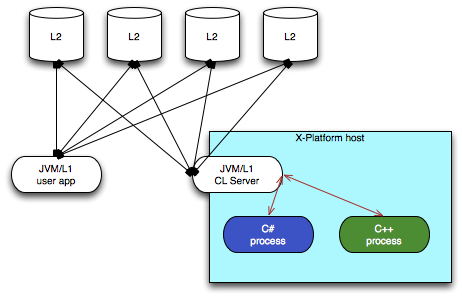 L2
L2
L2
L2
X-Platform host
JVM/L1
user app
JVM/L1
CL Server
C#
process
C++
process